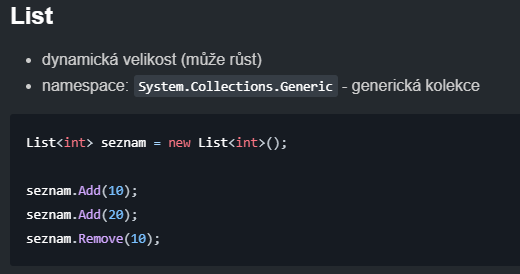 List
• dynamická velikost (může růst)
• namespace: System.Collections.Generic - generická kolekce
List<int> seznam = new List<int>();
seznam.Add(10);
seznam.Add(20);
seznam.Remove(10);